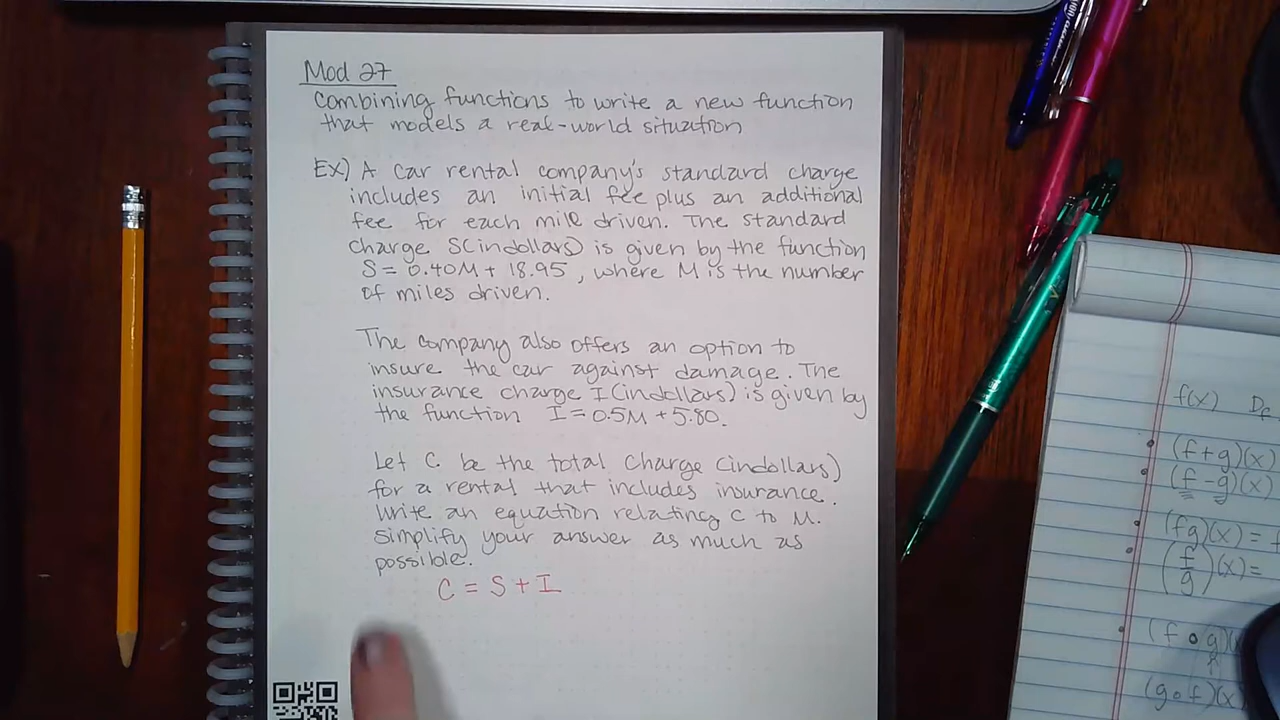 Mod 27
Combining functions to write a new function
that models a real-world situation
EX) A car rental company's standard charge
includes an initial fee plus an additional
fee for each mile driven. The standard
charge S(in dollars) is given by the function
S = 0.40M + 18.95, where M is the number
of miles driven.
The company also offers an option to
insure the car against damage. The
insurance charge I (in dollars) is given by
the function I = 0.5M + 5.80.
Let C be the total charge (in dollars)
for a rental that includes insurance.
Write an equation relating C to M.
simplify your answer as much as
possible.
C = S + I
f(x) Df
(f+g)(x)
(f-g)(x)
(fg)(x) =
(f/g)(x) =
(f∘g)
(g∘f)(x)